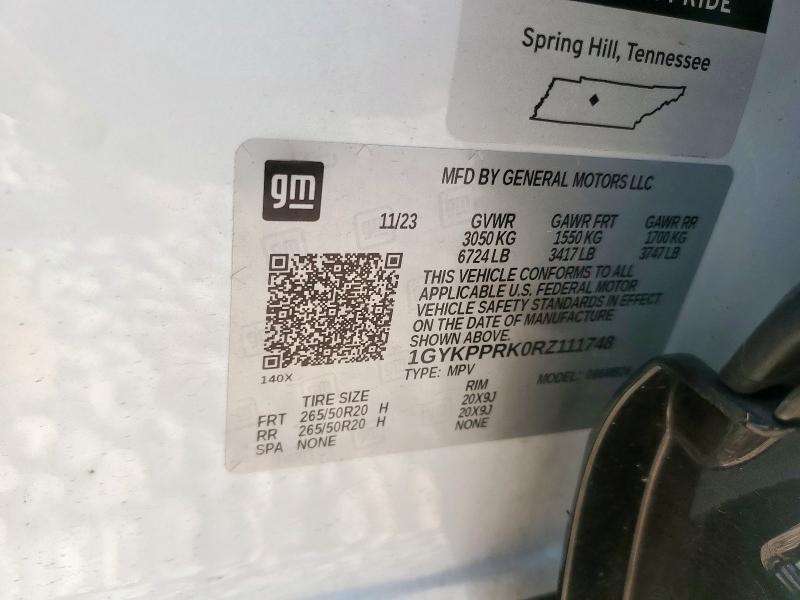 RIDE
Spring Hill, Tennessee
gm
MFD BY GENERAL MOTORS LLC
11/23 GVWR GAWR FRT GAWR RR
3050 KG 1550 KG 1700 KG
6724 LB 3417 LB 3747 LB
THIS VEHICLE CONFORMS TO ALL
APPLICABLE U.S. FEDERAL MOTOR
VEHICLE SAFETY STANDARDS IN EFFECT
ON THE DATE OF MANUFACTURE
SHOWN ABOVE.
1GYKPPRK0RZ111748
140X
TYPE: MPV MODEL:
TIRE SIZE RIM
FRT 265/50R20 H 20X9J
RR 265/50R20 H 20X9J
SPA NONE NONE